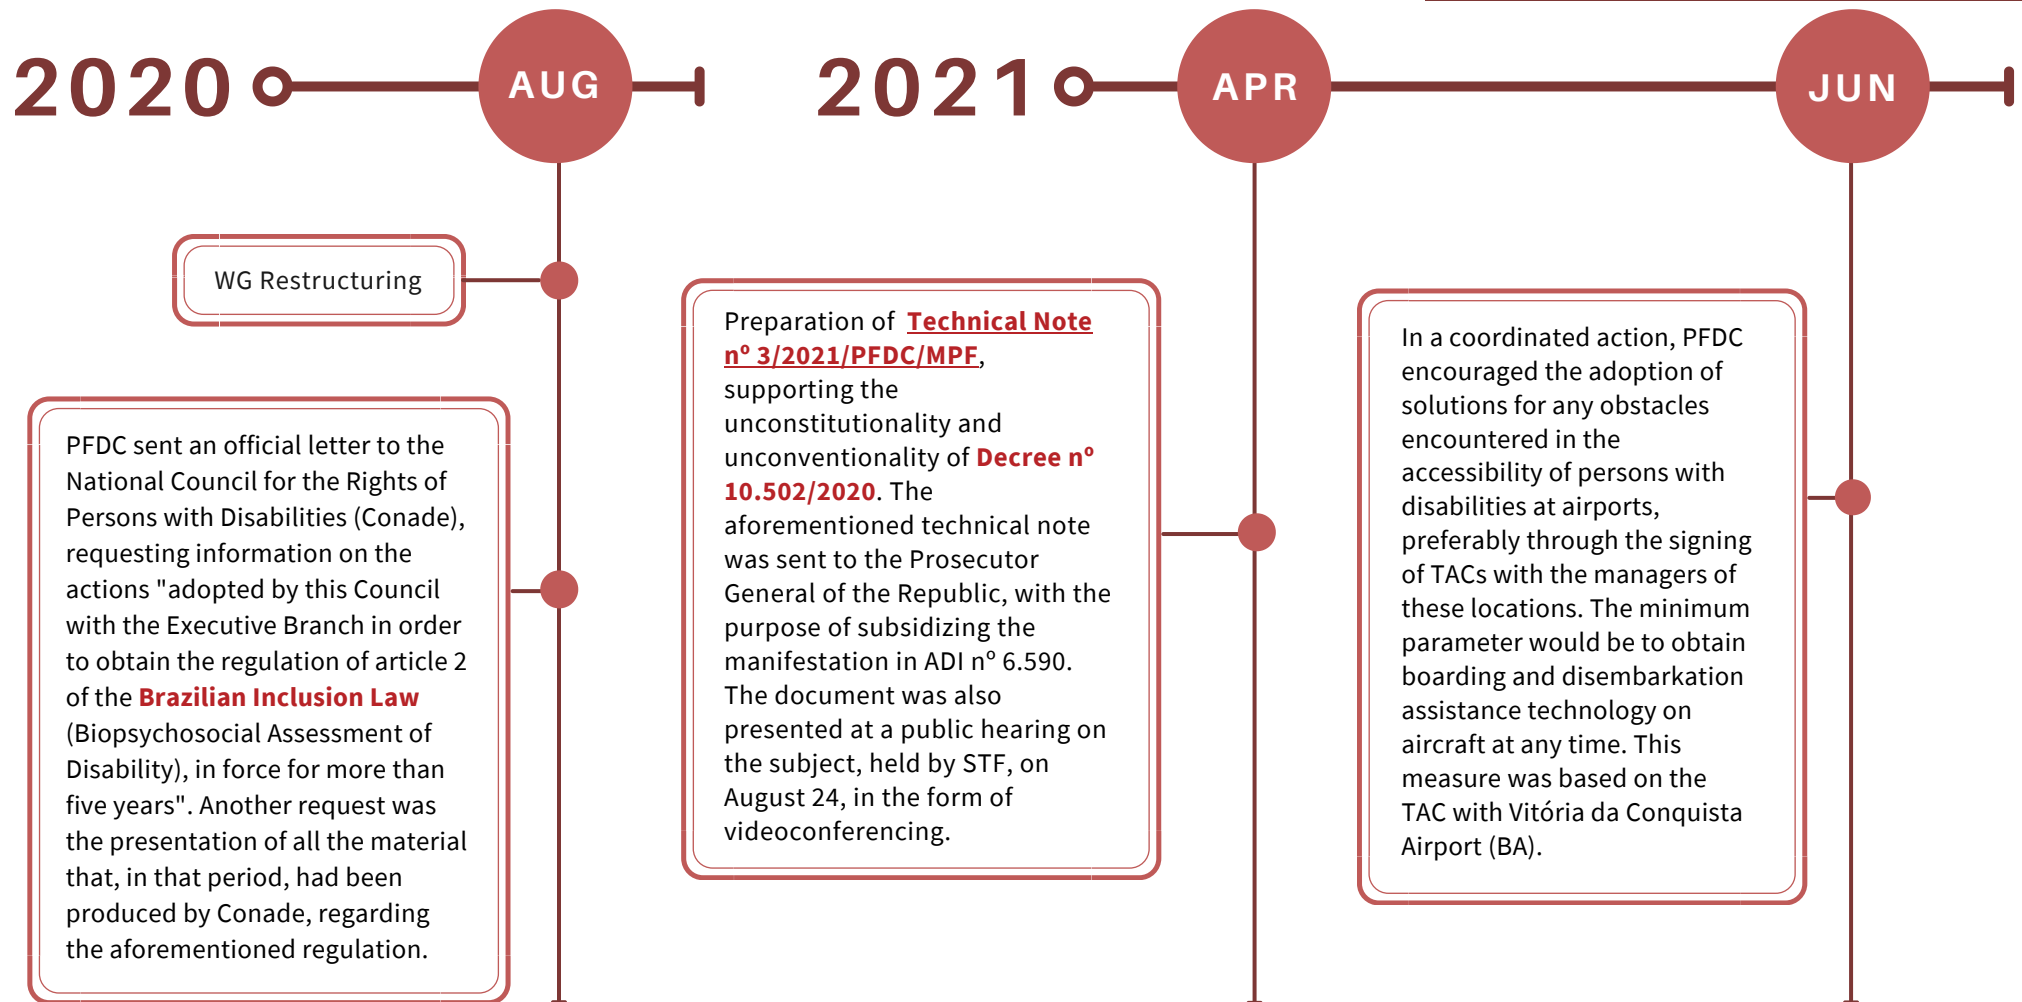 2020
AUG
2021
APR
JUN
WG Restructuring
PFDC sent an official letter to the
National Council for the Rights of
Persons with Disabilities (Conade),
requesting information on the
actions "adopted by this Council
with the Executive Branch in order
to obtain the regulation of article 2
of the Brazilian Inclusion Law
(Biopsychosocial Assessment of
Disability), in force for more than
five years". Another request was
the presentation of all the material
that, in that period, had been
produced by Conade, regarding
the aforementioned regulation.
Preparation of Technical Note
nº 3/2021/PFDC/MPF,
supporting the
unconstitutionality and
unconventionality of Decree nº
10.502/2020. The
aforementioned technical note
was sent to the Prosecutor
General of the Republic, with the
purpose of subsidizing the
manifestation in ADI nº 6.590.
The document was also
presented at a public hearing on
the subject, held by STF, on
August 24, in the form of
videoconferencing.
In a coordinated action, PFDC
encouraged the adoption of
solutions for any obstacles
encountered in the
accessibility of persons with
disabilities at airports,
preferably through the signing
of TACs with the managers of
these locations. The minimum
parameter would be to obtain
boarding and disembarkation
assistance technology on
aircraft at any time. This
measure was based on the
TAC with Vitória da Conquista
Airport (BA).